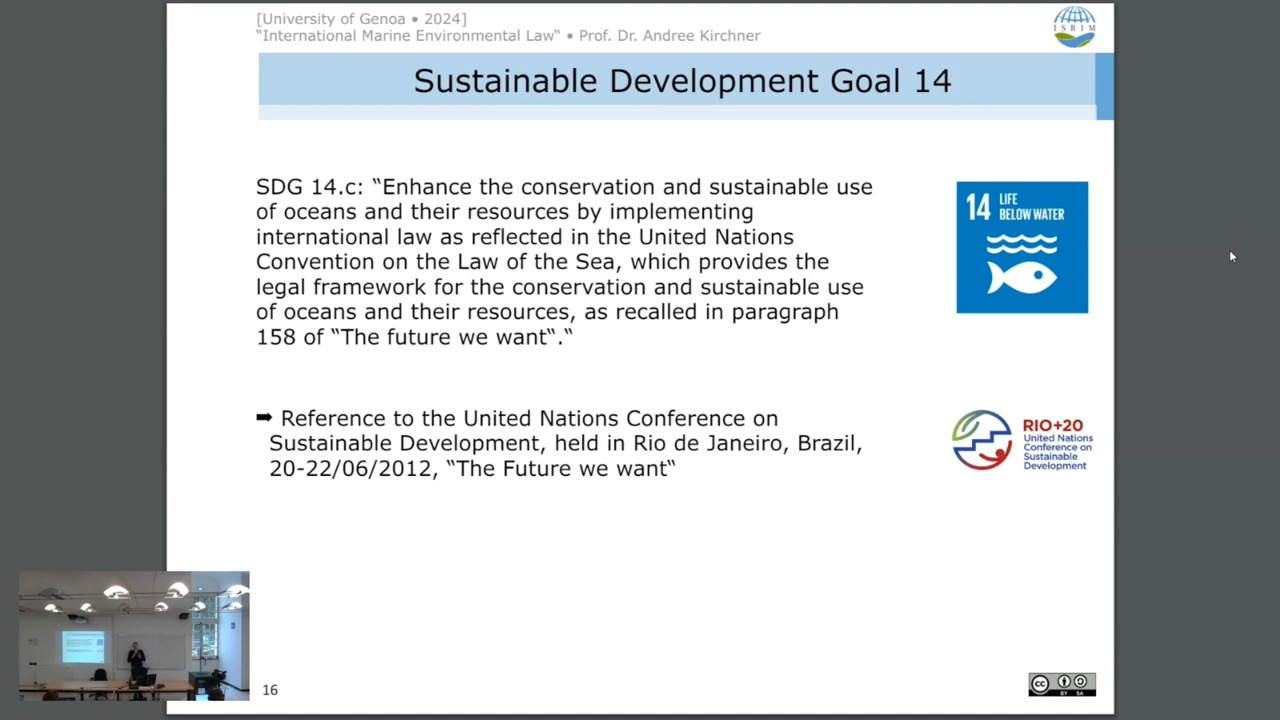 [University of Genoa • 2024]
“International Marine Environmental Law“ • Prof. Dr. Andree Kirchner
ISRIM
Sustainable Development Goal 14
SDG 14.c: “Enhance the conservation and sustainable use
of oceans and their resources by implementing
international law as reflected in the United Nations
Convention on the Law of the Sea, which provides the
legal framework for the conservation and sustainable use
of oceans and their resources, as recalled in paragraph
158 of “The future we want“.“
14 LIFE
BELOW WATER
➡ Reference to the United Nations Conference on
Sustainable Development, held in Rio de Janeiro, Brazil,
20-22/06/2012, “The Future we want“
RIO+20
United Nations
Conference on
Sustainable
Development
16
cc
BY SA